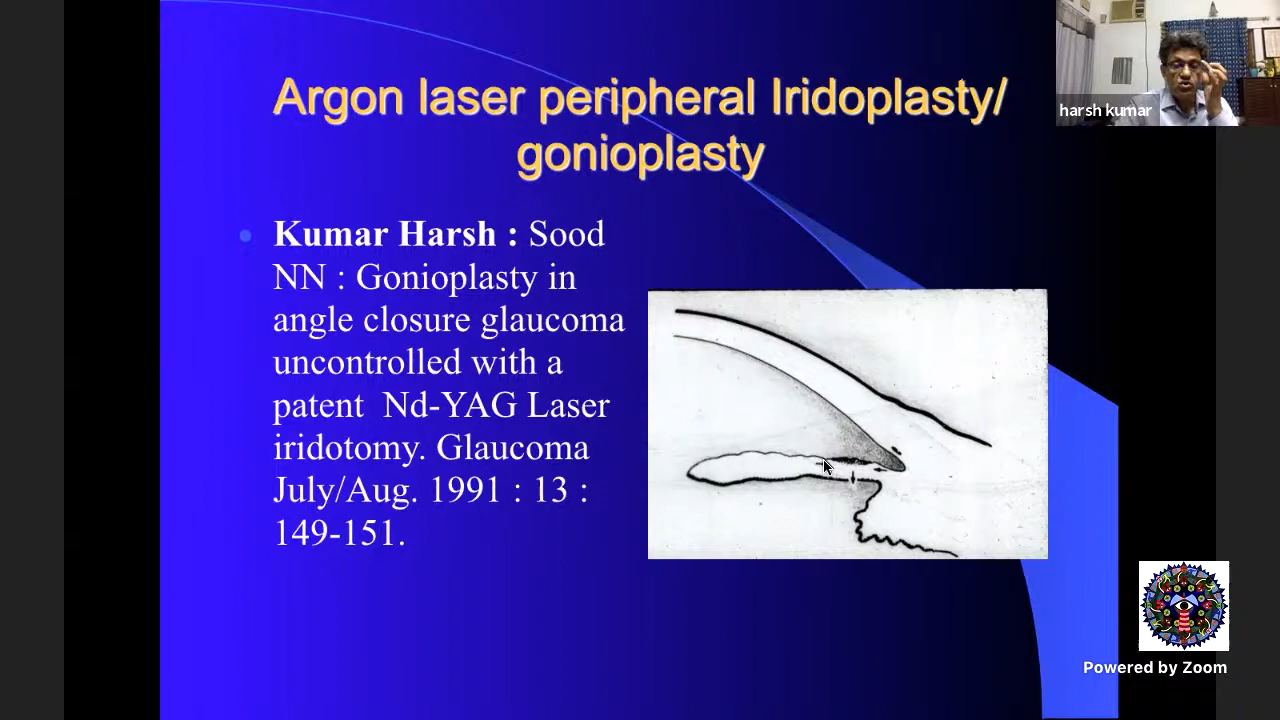 Argon laser peripheral Iridoplasty/
gonioplasty
harsh kumar
Kumar Harsh : Sood
NN : Gonioplasty in
angle closure glaucoma
uncontrolled with a
patent  Nd-YAG Laser
iridotomy. Glaucoma
July/Aug. 1991 : 13 :
149-151.
Powered by Zoom